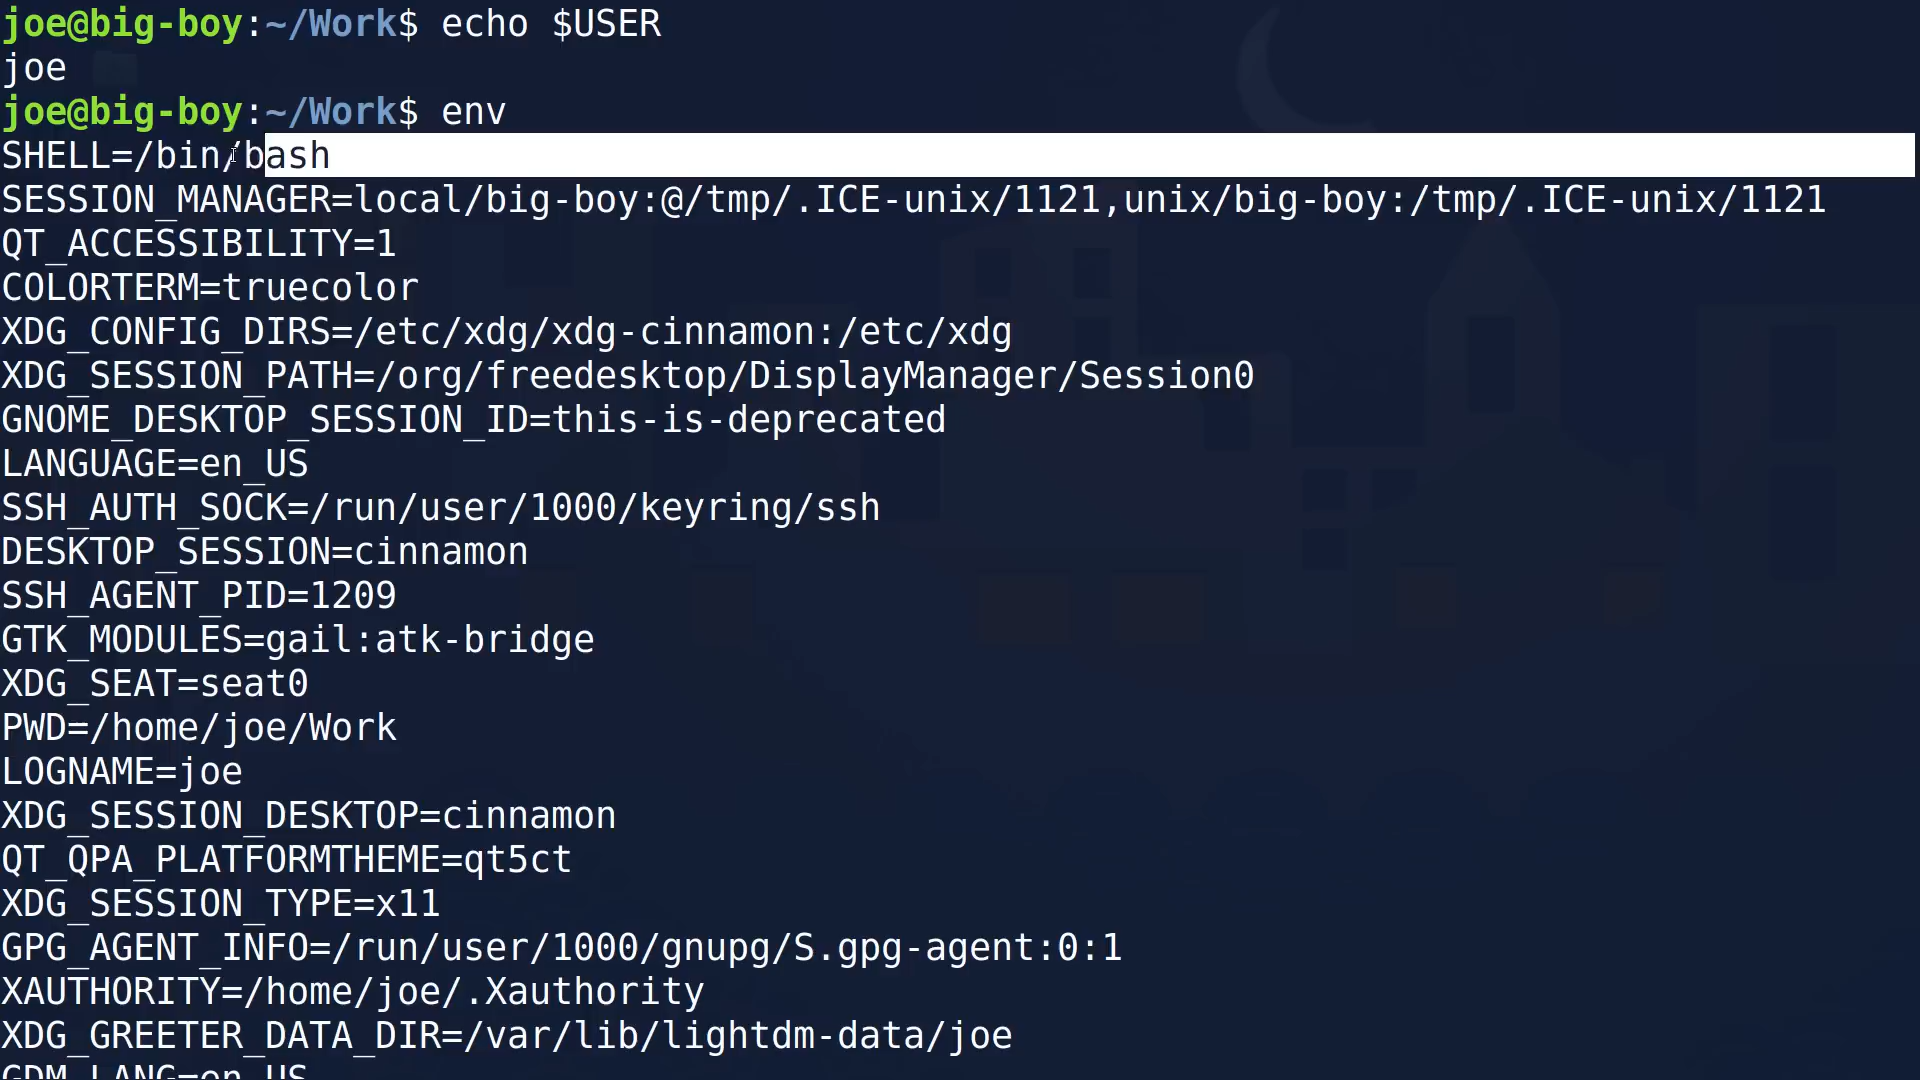 joe@big-boy:~/Work$ echo $USER
joe
joe@big-boy:~/Work$ env
SHELL=/bin/bash
SESSION_MANAGER=local/big-boy:@/tmp/.ICE-unix/1121,unix/big-boy:/tmp/.ICE-unix/1121
QT_ACCESSIBILITY=1
COLORTERM=truecolor
XDG_CONFIG_DIRS=/etc/xdg/xdg-cinnamon:/etc/xdg
XDG_SESSION_PATH=/org/freedesktop/DisplayManager/Session0
GNOME_DESKTOP_SESSION_ID=this-is-deprecated
LANGUAGE=en_US
SSH_AUTH_SOCK=/run/user/1000/keyring/ssh
DESKTOP_SESSION=cinnamon
SSH_AGENT_PID=1209
GTK_MODULES=gail:atk-bridge
XDG_SEAT=seat0
PWD=/home/joe/Work
LOGNAME=joe
XDG_SESSION_DESKTOP=cinnamon
QT_QPA_PLATFORMTHEME=qt5ct
XDG_SESSION_TYPE=x11
GPG_AGENT_INFO=/run/user/1000/gnupg/S.gpg-agent:0:1
XAUTHORITY=/home/joe/.Xauthority
XDG_GREETER_DATA_DIR=/var/lib/lightdm-data/joe
GDM_LANG=en_US